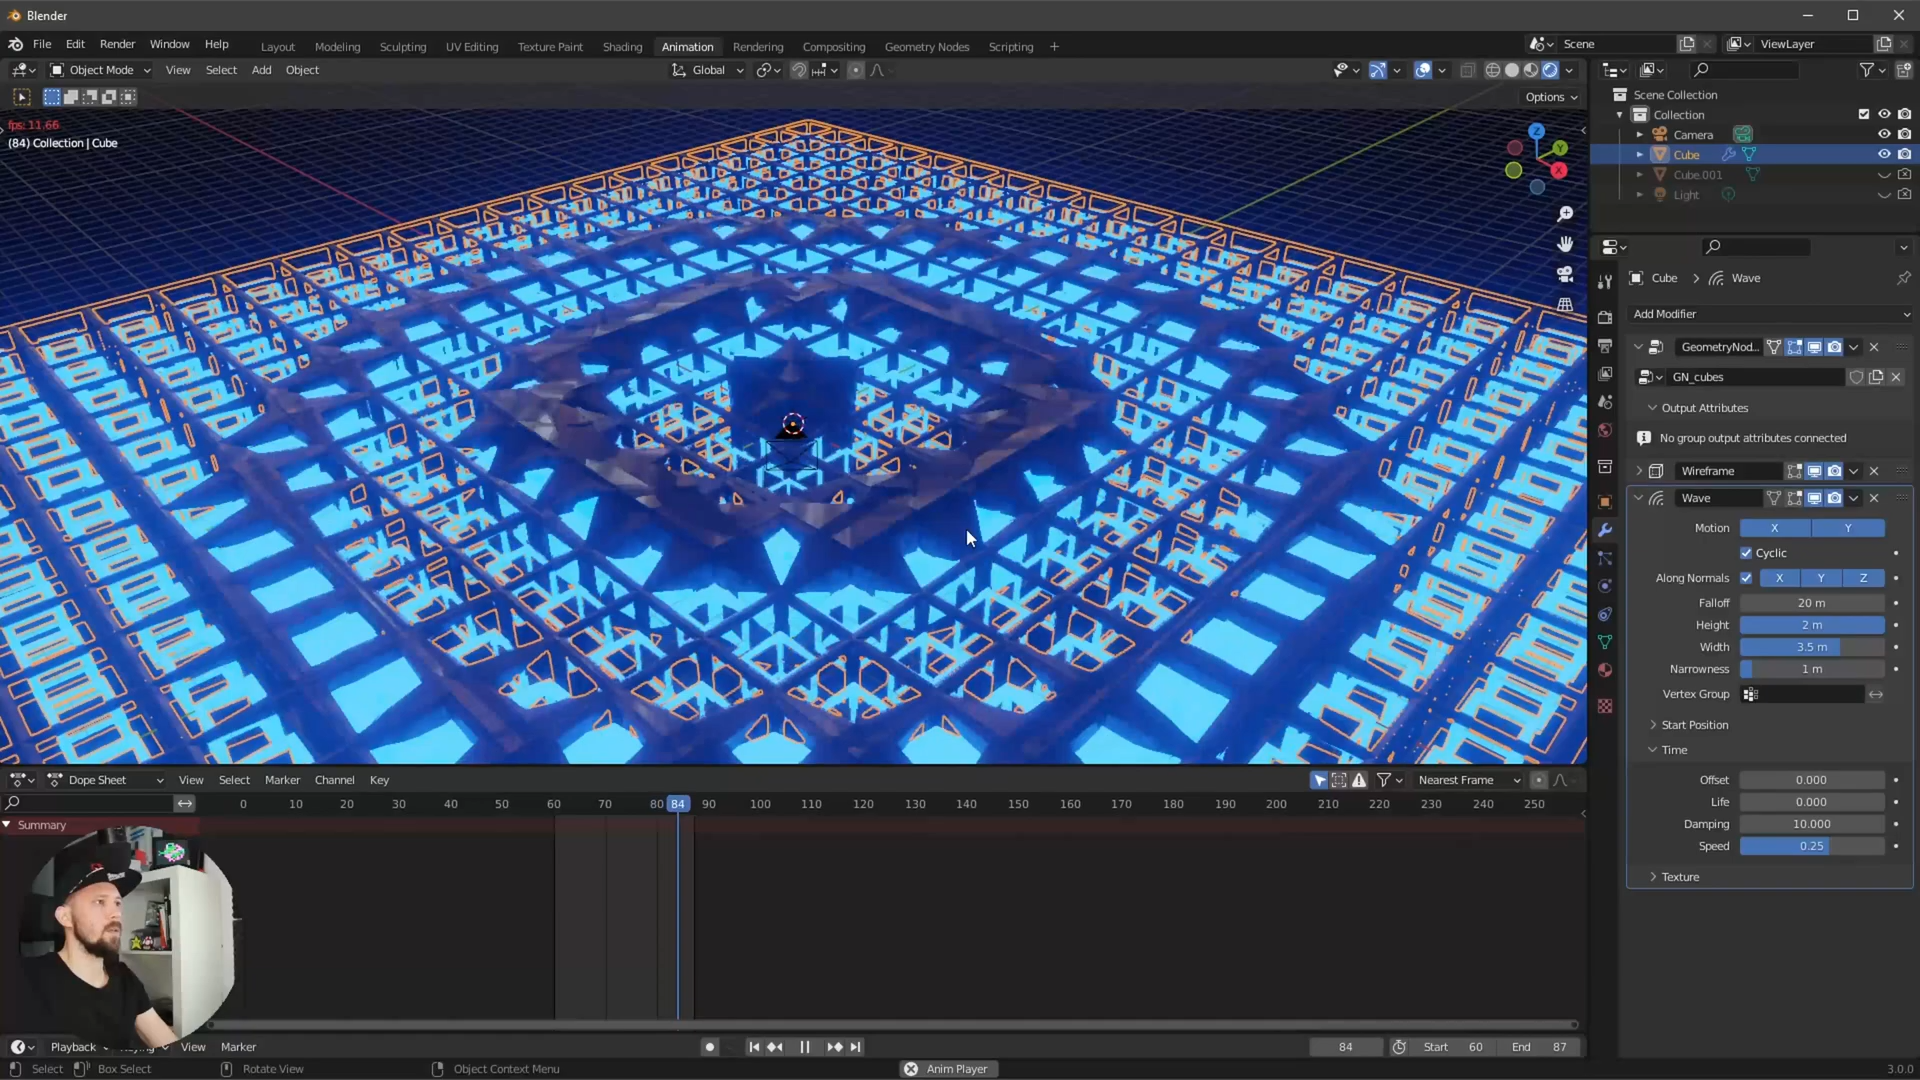 Blender
File Edit Render Window Help
Layout Modeling Sculpting UV Editing Texture Paint Shading Animation Rendering Compositing Geometry Nodes Scripting +
Scene
ViewLayer
Object Mode View Select Add Object
Global
Options
fps: 11.66
(84) Collection | Cube
Z
Y
X
Scene Collection
Collection
Camera
Cube
Cube.001
Light
Cube > Wave
Add Modifier
GeometryNod...
GN_cubes
Output Attributes
No group output attributes connected
Wireframe
Wave
Motion X Y
Cyclic
Along Normals X Y Z
Falloff 20 m
Height 2 m
Width 3.5 m
Narrowness 1 m
Vertex Group
Start Position
Time
Offset 0.000
Life 0.000
Damping 10.000
Speed 0.25
Texture
Dope Sheet View Select Marker Channel Key
Nearest Frame
0 10 20 30 40 50 60 70 80 84 90 100 110 120 130 140 150 160 170 180 190 200 210 220 230 240 250
Summary
Playback Keying View Marker
84 Start 60 End 87
Select Box Select Rotate View Object Context Menu
Anim Player
3.0.0